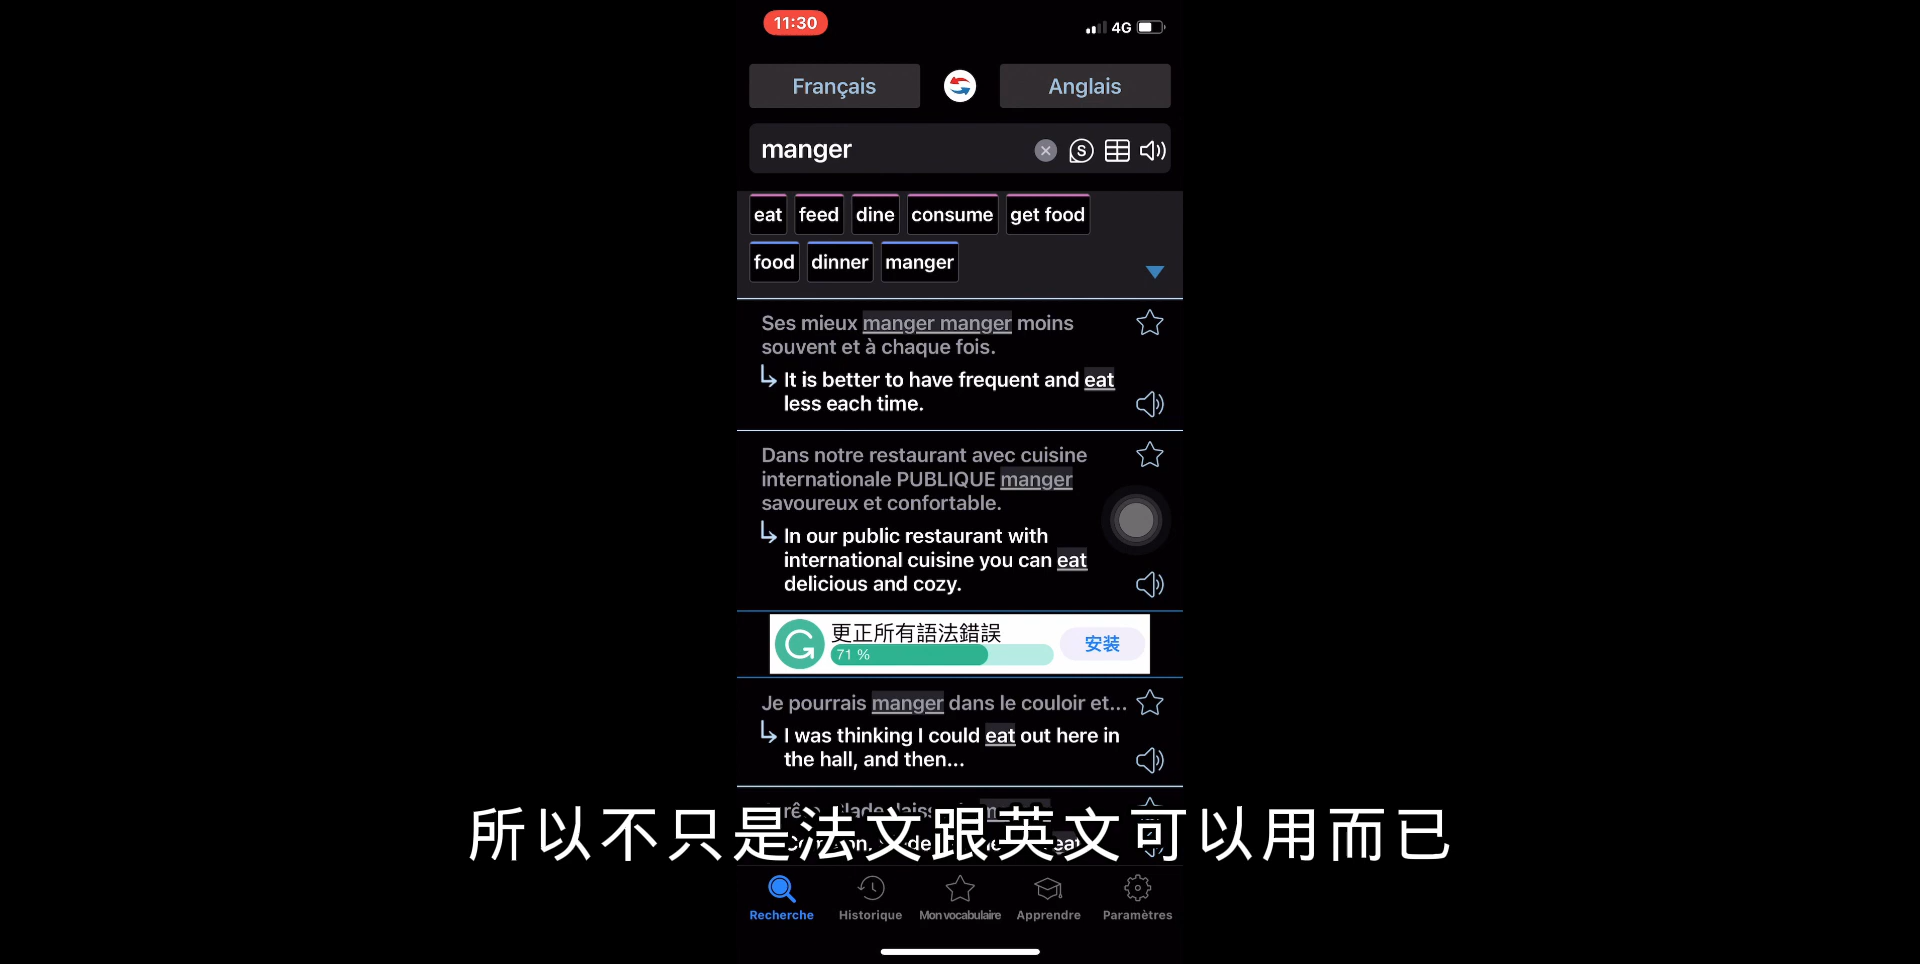 11:30
4G
Français
Anglais
manger
eat feed dine consume get food
food dinner manger
Ses mieux manger manger moins
souvent et à chaque fois.
It is better to have frequent and eat
less each time.
Dans notre restaurant avec cuisine
internationale PUBLIQUE manger
savoureux et confortable.
In our public restaurant with
international cuisine you can eat
delicious and cozy.
更正所有語法錯誤
71 %
安装
Je pourrais manger dans le couloir et...
I was thinking I could eat out here in
the hall, and then...
所以不只是法文跟英文可以用而已
Recherche
Historique
Mon vocabulaire
Apprendre
Paramètres